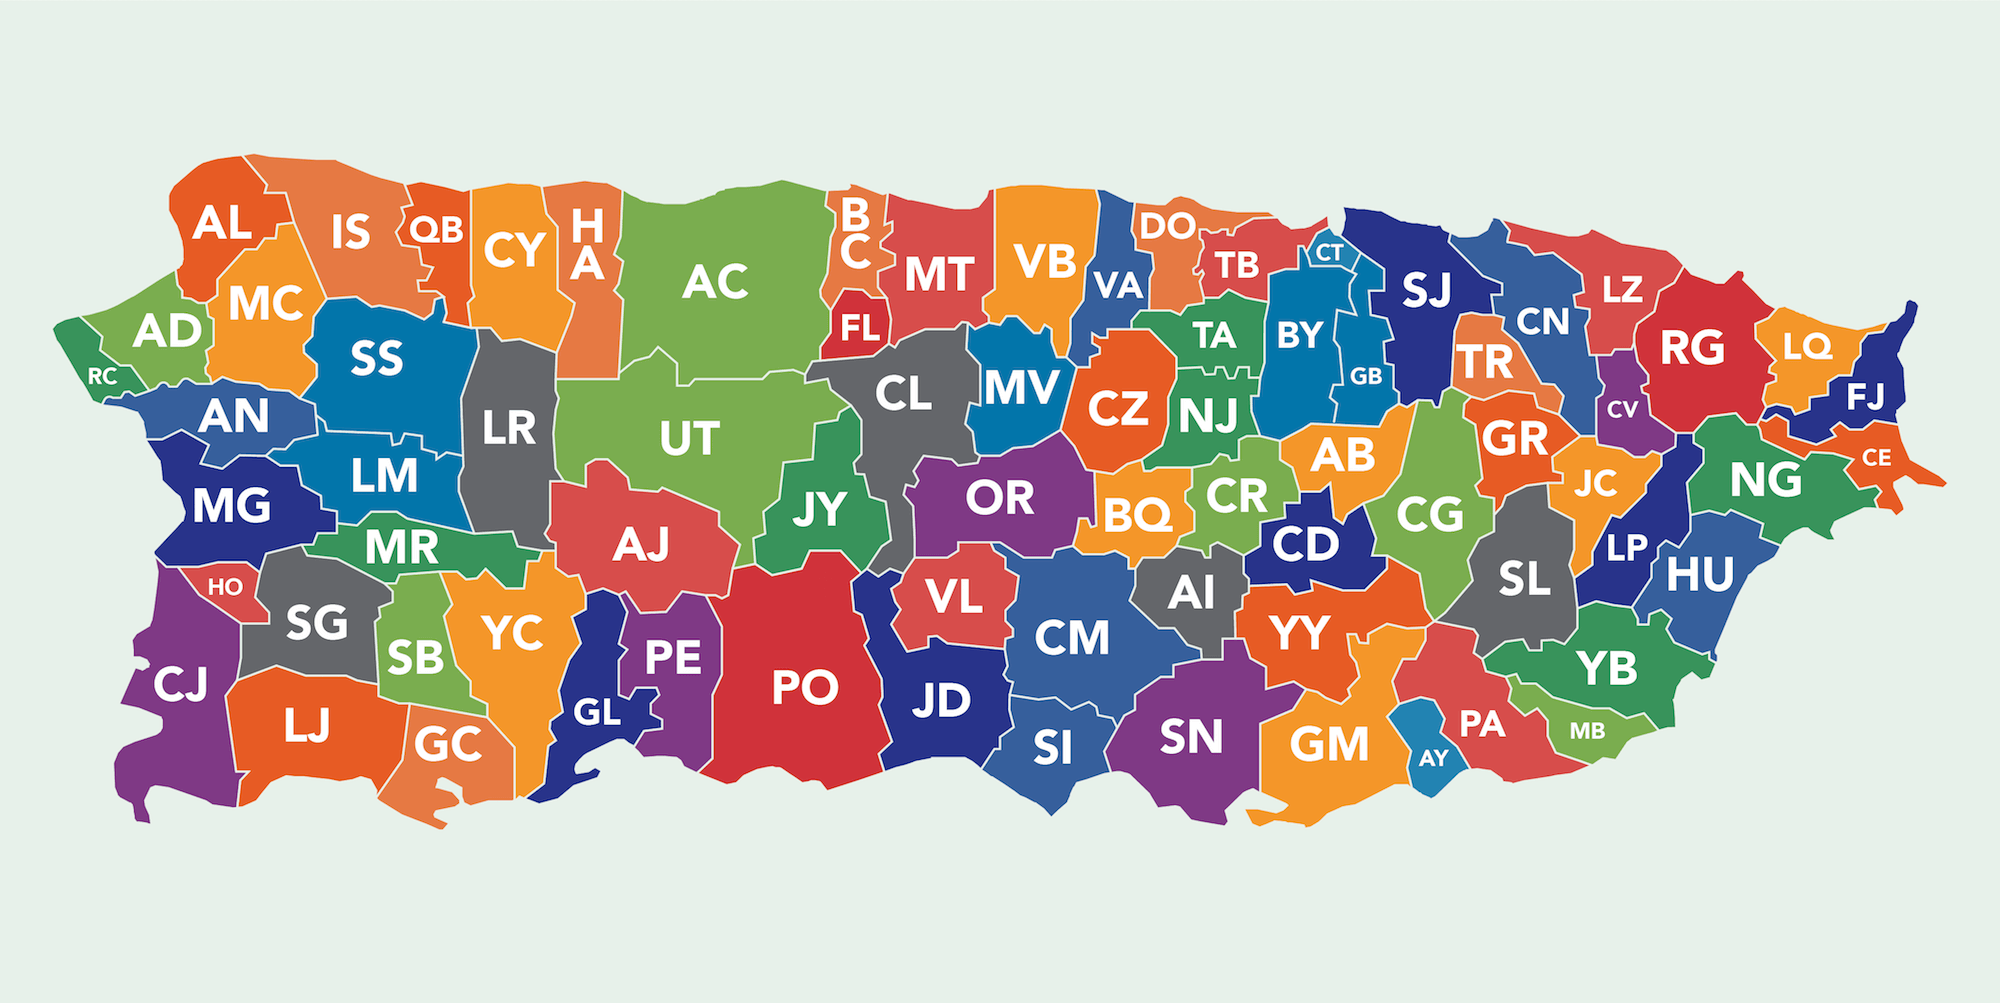 AL
IS
QB
CY
H
A
AC
B
C
MT
VB
VA
DO
TB
CT
SJ
CN
LZ
RG
LQ
FJ
MC
AD
RC
SS
FL
TA
BY
GB
TR
CV
AN
LR
UT
CL
MV
CZ
NJ
AB
GR
CE
MG
LM
JY
OR
BQ
CR
CG
JC
NG
MR
AJ
CD
LP
HU
HO
SG
SB
YC
PE
VL
CM
AI
YY
SL
YB
CJ
LJ
GC
GL
PO
JD
SI
SN
GM
AY
PA
MB